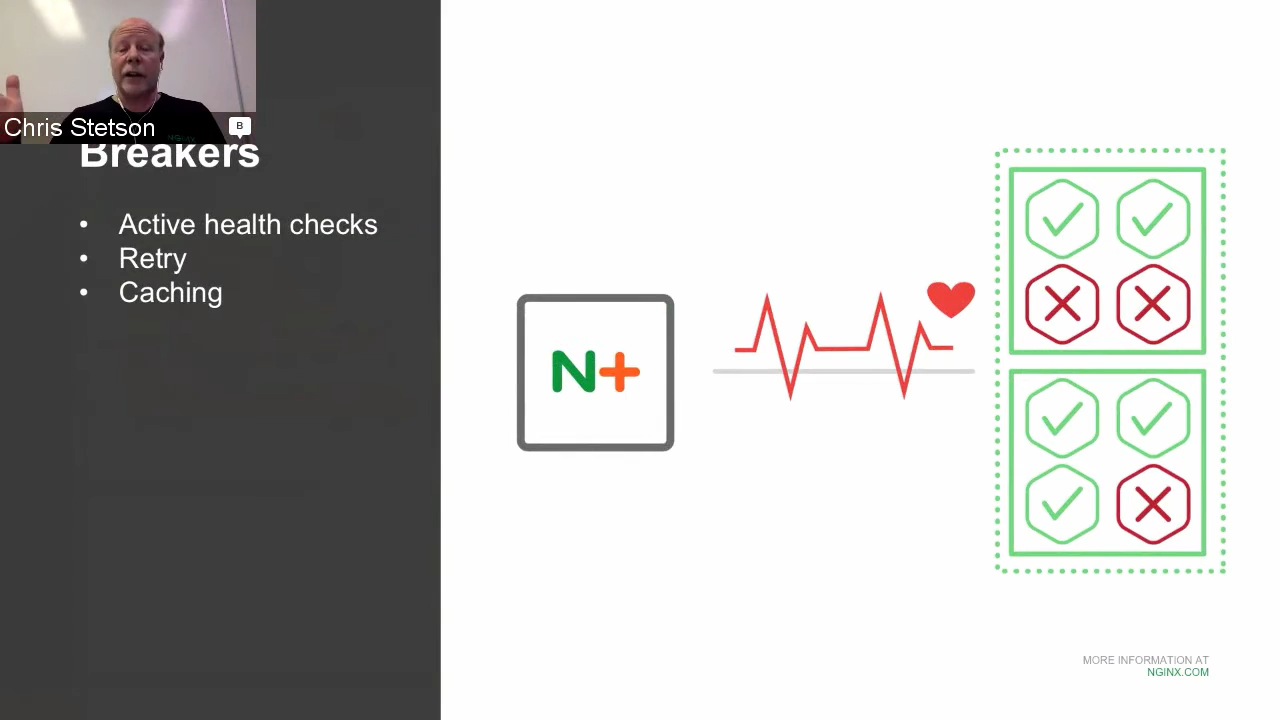 Chris Stetson
B
Breakers
• Active health checks
• Retry
• Caching
N+
MORE INFORMATION AT
NGINX.COM